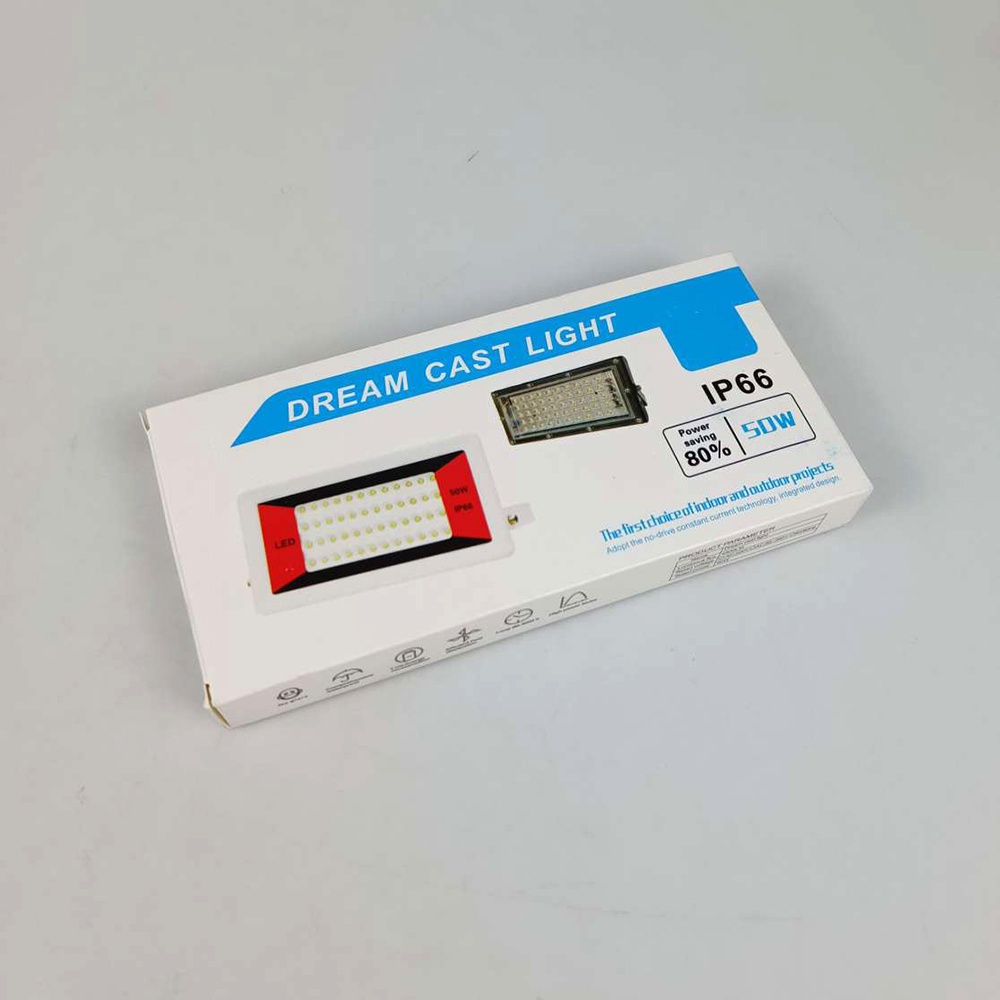 DREAM CAST LIGHT
IP66
Power
saving
80%
50W
50W
IP66
LED
The first choice of indoor and outdoor projects
Adopt the no-drive constant current technology, integrated design.
PRODUCT PARAMETER